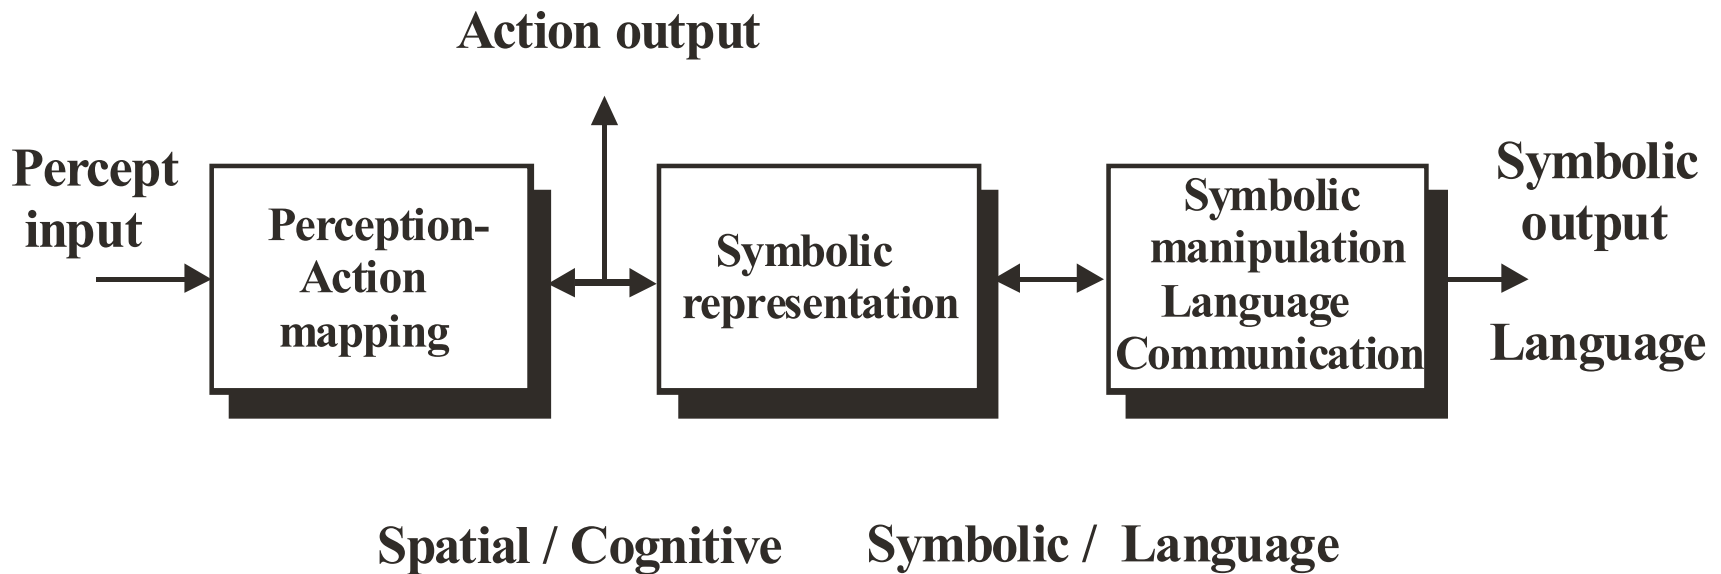 Action output
Percept
input
Perception-
Action
mapping
Symbolic
representation
Symbolic
manipulation
Language
Communication
Symbolic
output
Language
Spatial / Cognitive
Symbolic / Language